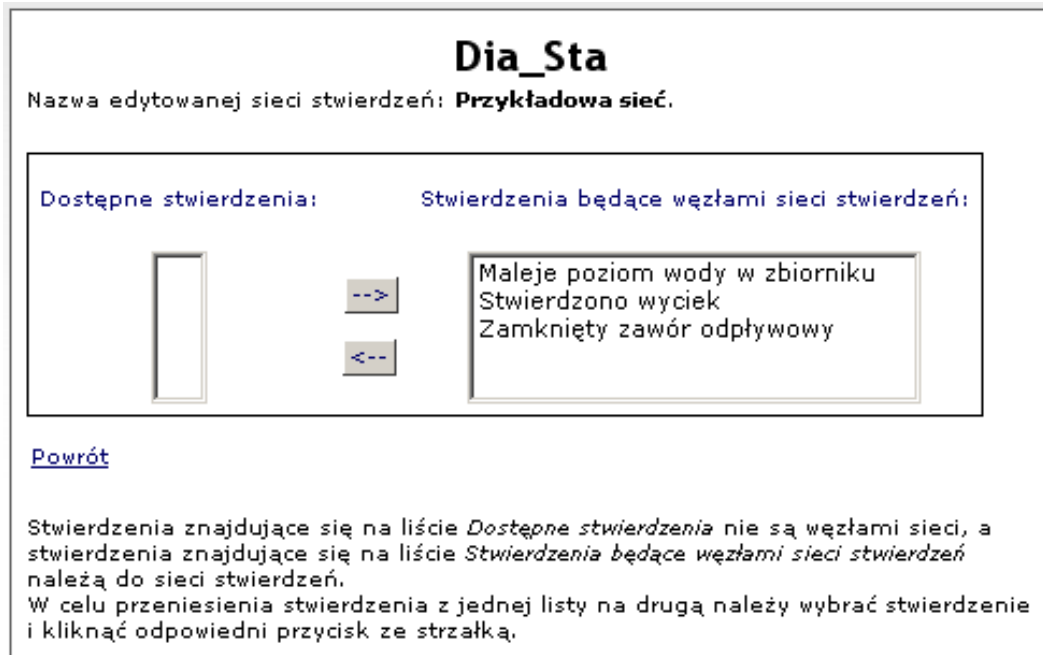 Dia_Sta
Nazwa edytowanej sieci stwierdzeń: Przykładowa sieć.
Dostępne stwierdzenia:
Stwierdzenia będące węzłami sieci stwierdzeń:
-->
<--
Maleje poziom wody w zbiorniku
Stwierdzono wyciek
Zamknięty zawór odpływowy
Powrót
Stwierdzenia znajdujące się na liście Dostępne stwierdzenia nie są węzłami sieci, a
stwierdzenia znajdujące się na liście Stwierdzenia będące węzłami sieci stwierdzeń
należą do sieci stwierdzeń.
W celu przeniesienia stwierdzenia z jednej listy na drugą należy wybrać stwierdzenie
i kliknąć odpowiedni przycisk ze strzałką.